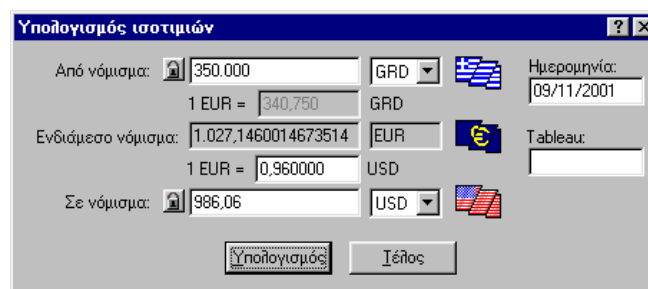 Υπολογισμός ισοτιμιών
Από νόμισμα: 350.000 GRD Ημερομηνία:
1 EUR = 340,750 GRD 09/11/2001
Ενδιάμεσο νόμισμα: 1.027,1460014673514 EUR Tableau:
1 EUR = 0,960000 USD
Σε νόμισμα: 986,06 USD
Υπολογισμός Τέλος